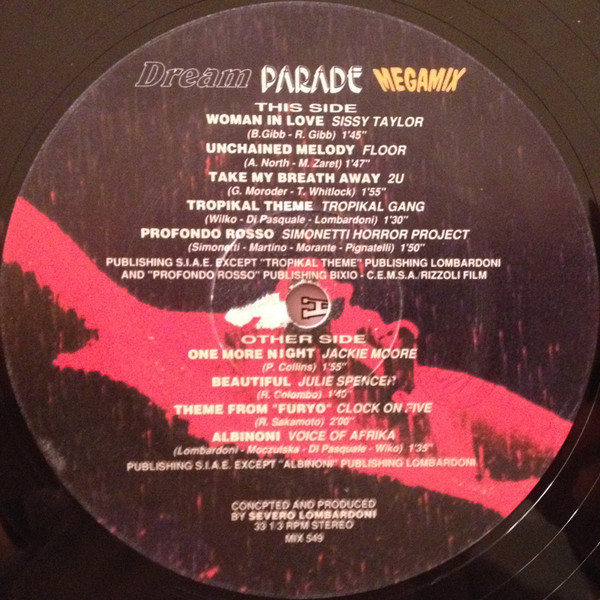 Dream PARADE MEGAMIX
THIS SIDE
WOMAN IN LOVE SISSY TAYLOR
(B.Gibb - R. Gibb) 1'45"
UNCHAINED MELODY FLOOR
(A. North - M. Zaret) 1'47"
TAKE MY BREATH AWAY 2U
(G. Moroder - T. Whitlock) 1'55"
TROPIKAL THEME TROPIKAL GANG
(Wilko - Di Pasquale - Lombardoni) 1'30"
PROFONDO ROSSO SIMONETTI HORROR PROJECT
(Simonetti - Martino - Morante - Pignatelli) 1'50"
PUBLISHING S.I.A.E. EXCEPT "TROPIKAL THEME" PUBLISHING LOMBARDONI
AND "PROFONDO ROSSO" PUBLISHING BIXIO - C.E.M.S.A./RIZZOLI FILM
OTHER SIDE
ONE MORE NIGHT JACKIE MOORE
(P. Collins) 1'55"
BEAUTIFUL JULIE SPENCER
(R. Colombo) 1'40"
THEME FROM "FURYO" CLOCK ON FIVE
(R. Sakamoto) 2'00"
ALBINONI VOICE OF AFRIKA
(Lombardoni - Moczulska - Di Pasquale - Wiko) 1'35"
PUBLISHING S.I.A.E. EXCEPT "ALBINONI" PUBLISHING LOMBARDONI
CONCPTED AND PRODUCED
BY SEVERO LOMBARDONI
33 1:3 RPM STEREO
MIX 549